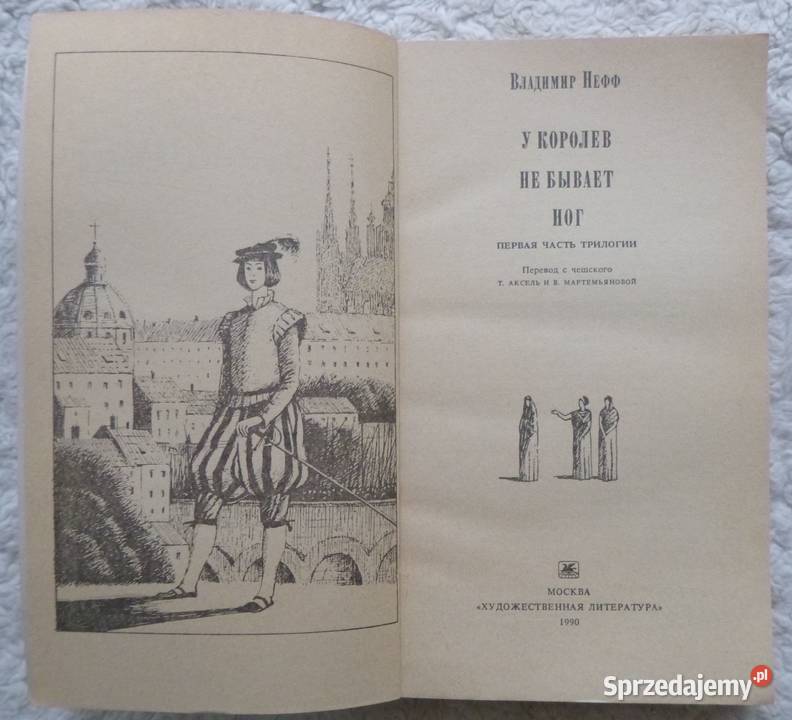 Владимир Нефф
У КОРОЛЕВ
НЕ БЫВАЕТ
НОГ
ПЕРВАЯ ЧАСТЬ ТРИЛОГИИ
Перевод с чешского
Т. АКСЕЛЬ И В. МАРТЕМЬЯНОВОЙ
МОСКВА
«ХУДОЖЕСТВЕННАЯ ЛИТЕРАТУРА»
1990
Sprzedajemy.pl